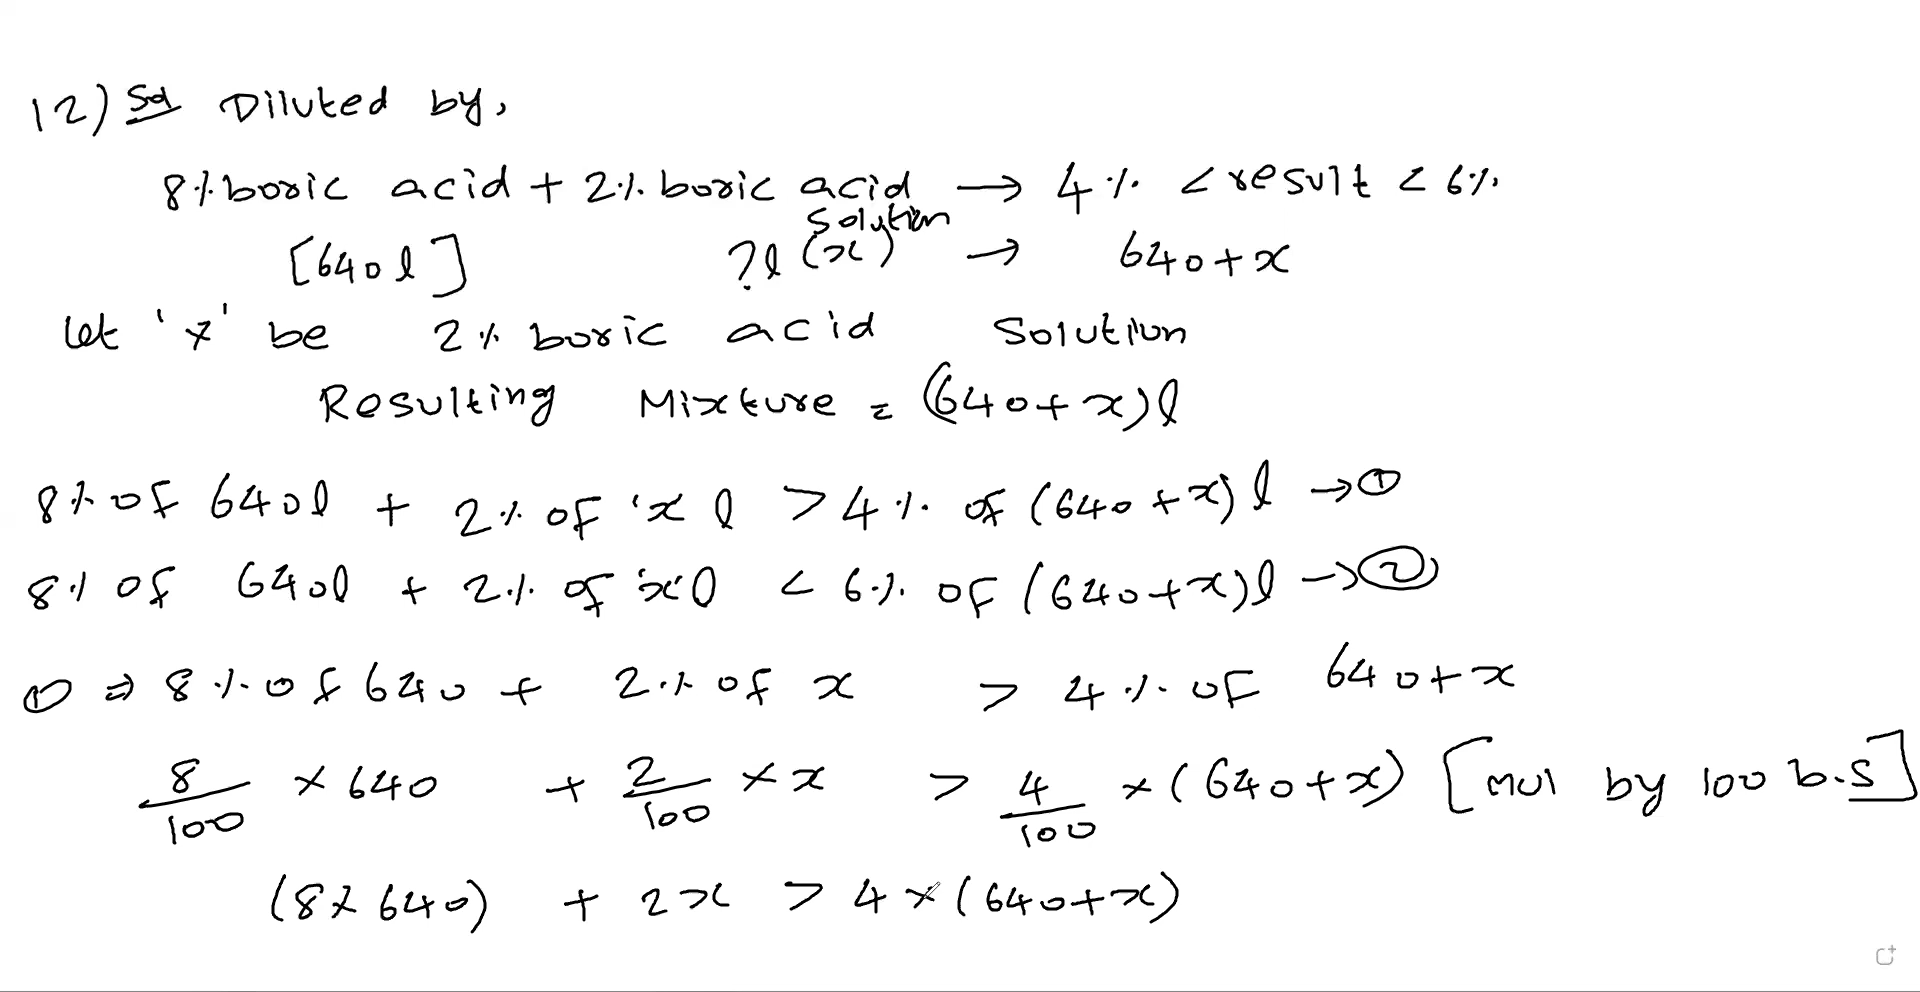 12) Sol Diluted by,
8% boric acid + 2% boric acid solution → 4% < result < 6%
[640 l] ? l (x) → 640+x
let 'x' be 2% boric acid Solution
Resulting Mixture = (640+x)l
8% of 640l + 2% of 'x l > 4% of (640+x) l → ①
8% of 640l + 2% of 'x' l < 6% of (640+x)l → ②
① ⇒ 8% of 640 + 2% of x > 4% of 640+x
8/100 × 640 + 2/100 × x > 4/100 × (640+x) [mul by 100 b.s]
(8×640) + 2x > 4 × (640+x)